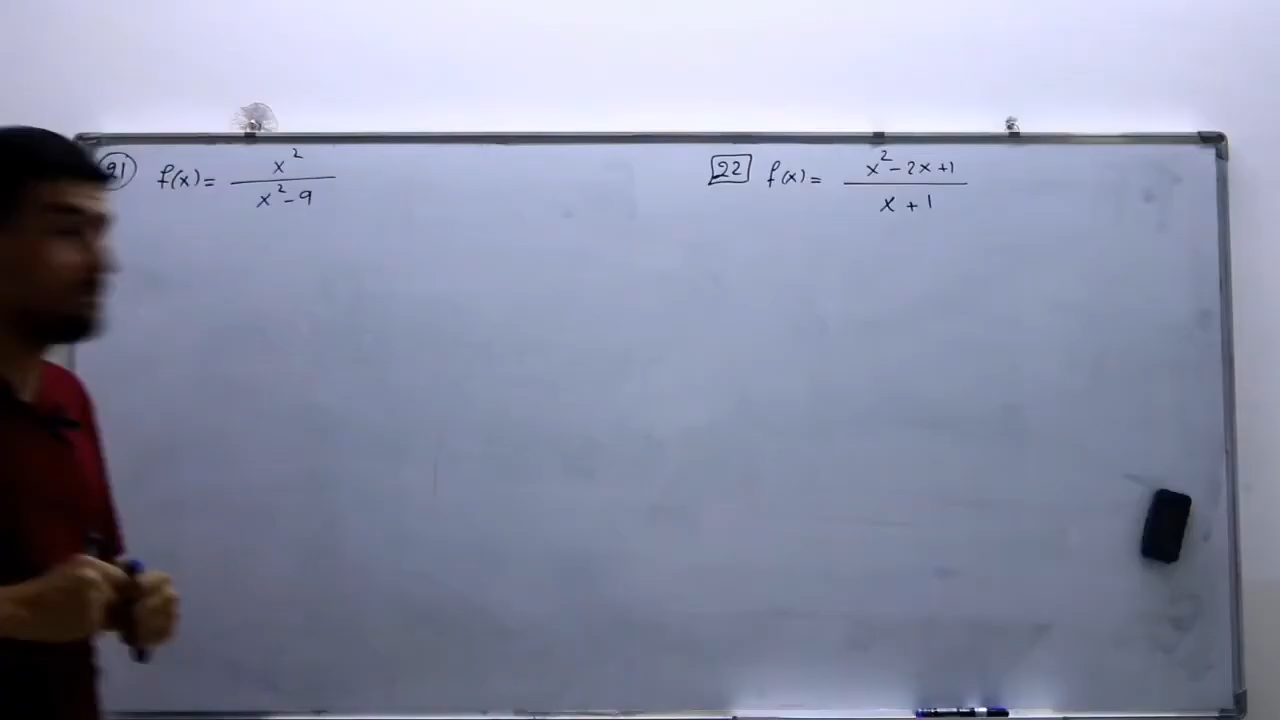 21 f(x) = x² / (x² - 9)
22 f(x) = (x² - 2x + 1) / (x + 1)